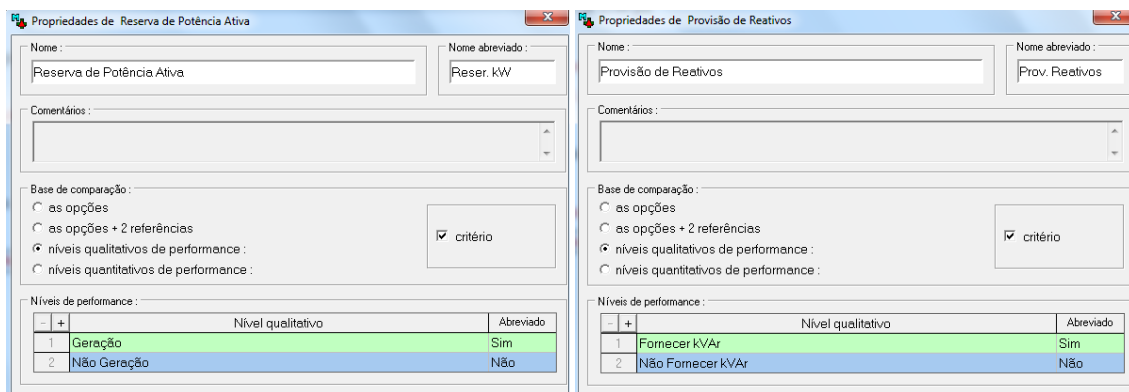 Propriedades de Reserva de Potência Ativa
Nome :
Reserva de Potência Ativa
Nome abreviado :
Reser. kW
Comentários :
Base de comparação :
as opções
as opções + 2 referências
níveis qualitativos de performance :
níveis quantitativos de performance :
critério
Níveis de performance :
- + Nível qualitativo Abreviado
1 Geração Sim
2 Não Geração Não
Propriedades de Provisão de Reativos
Nome :
Provisão de Reativos
Nome abreviado :
Prov. Reativos
Comentários :
Base de comparação :
as opções
as opções + 2 referências
níveis qualitativos de performance :
níveis quantitativos de performance :
critério
Níveis de performance :
- + Nível qualitativo Abreviado
1 Fornecer kVAr Sim
2 Não Fornecer kVAr Não